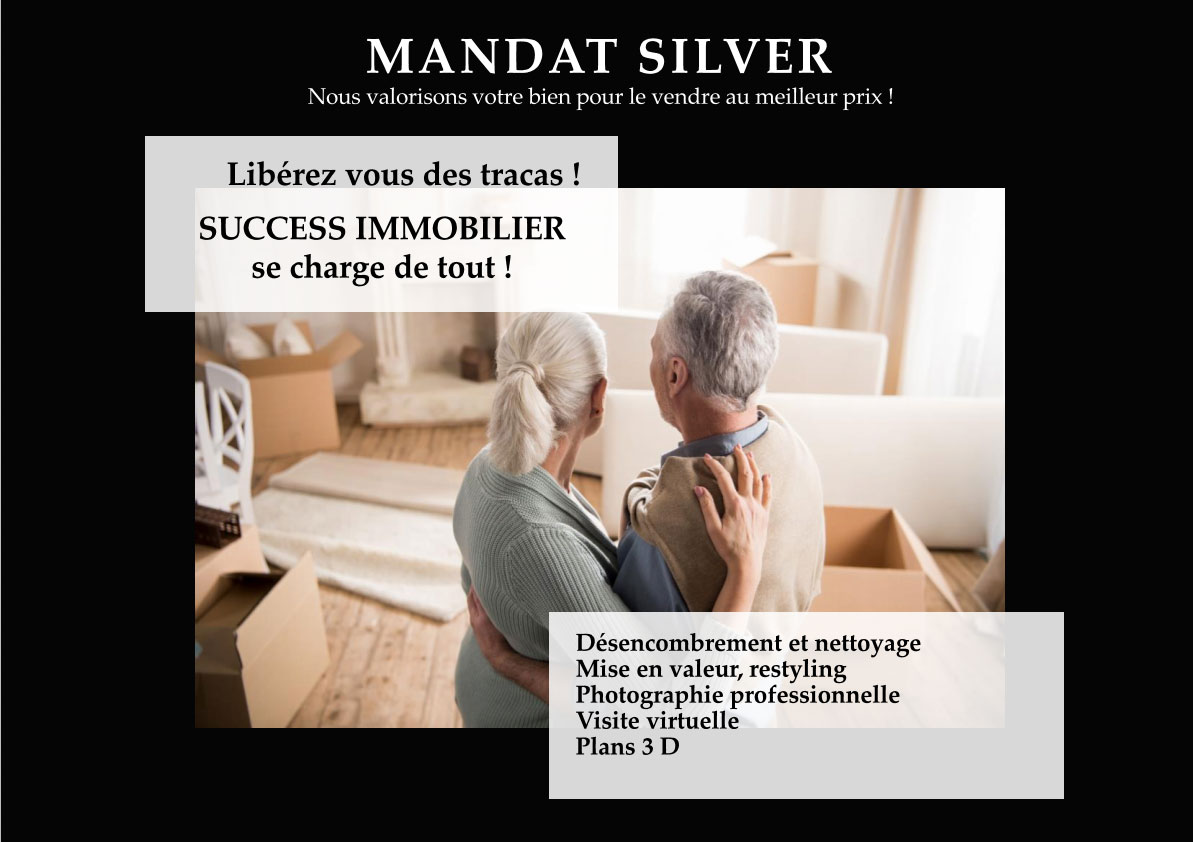 MANDAT SILVER
Nous valorisons votre bien pour le vendre au meilleur prix !
Libérez vous des tracas !
SUCCESS IMMOBILIER
se charge de tout !
Désencombrement et nettoyage
Mise en valeur, restyling
Photographie professionnelle
Visite virtuelle
Plans 3 D